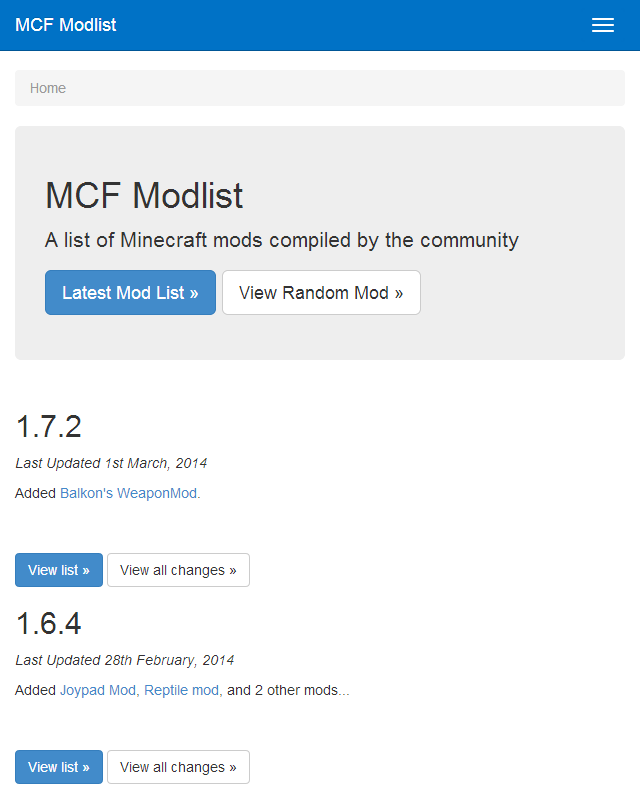 MCF Modlist
Home
MCF Modlist
A list of Minecraft mods compiled by the community
Latest Mod List » View Random Mod »
1.7.2
Last Updated 1st March, 2014
Added Balkon's WeaponMod.
View list » View all changes »
1.6.4
Last Updated 28th February, 2014
Added Joypad Mod, Reptile mod, and 2 other mods...
View list » View all changes »